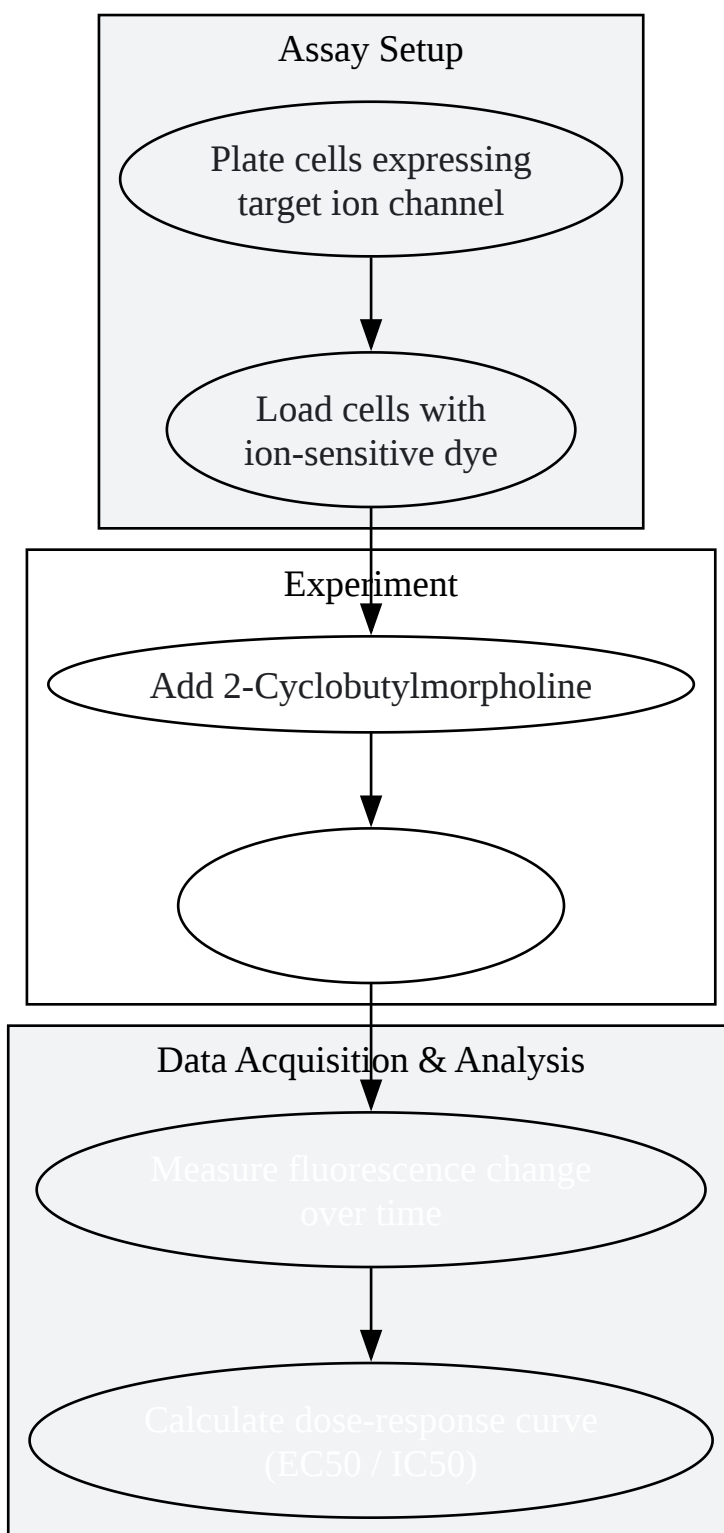 Assay Setup
Plate cells expressing
target ion channel
Load cells with
ion-sensitive dye
Experiment
Add 2-Cyclobutylmorpholine
Data Acquisition & Analysis
Measure fluorescence change
over time
Calculate dose-response curve
(EC50 / IC50)